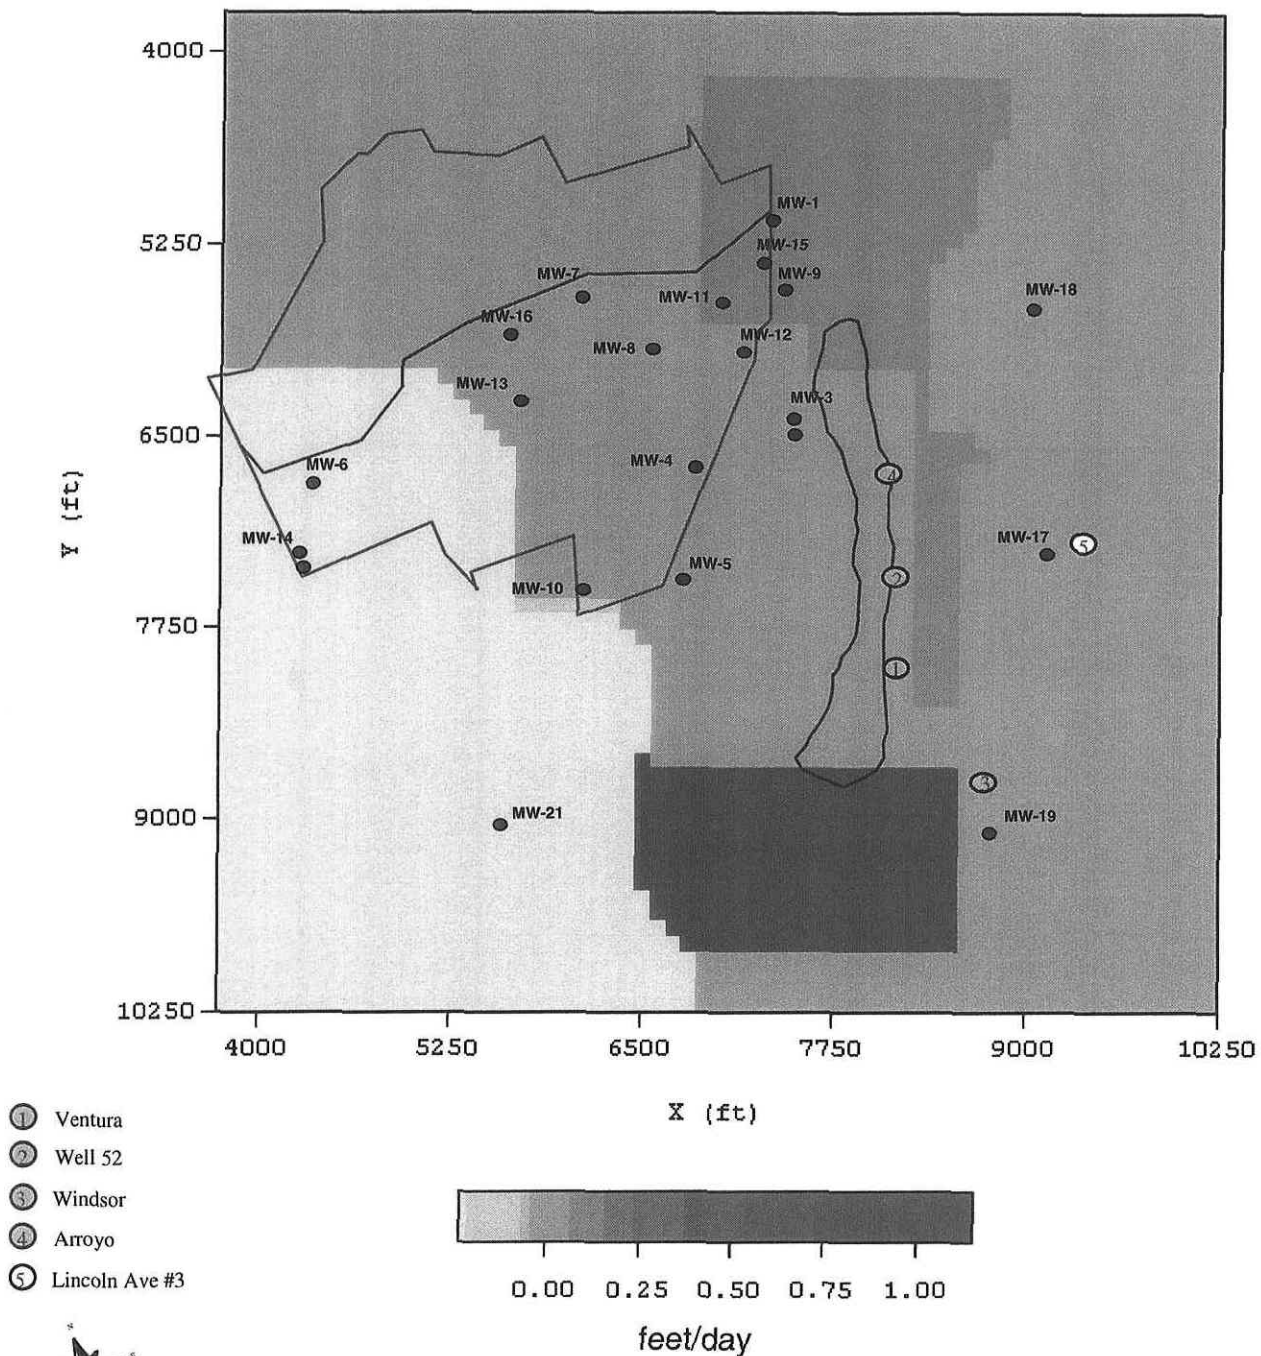 4000
5250
6500
7750
9000
10250
Y (ft)
MW-1
MW-15
MW-9
MW-7
MW-11
MW-18
MW-16
MW-8
MW-12
MW-13
MW-3
MW-4
MW-6
4
MW-14
MW-17
5
MW-5
2
MW-10
1
3
MW-21
MW-19
4000 5250 6500 7750 9000 10250
X (ft)
1 Ventura
2 Well 52
3 Windsor
4 Arroyo
5 Lincoln Ave #3
0.00 0.25 0.50 0.75 1.00
feet/day